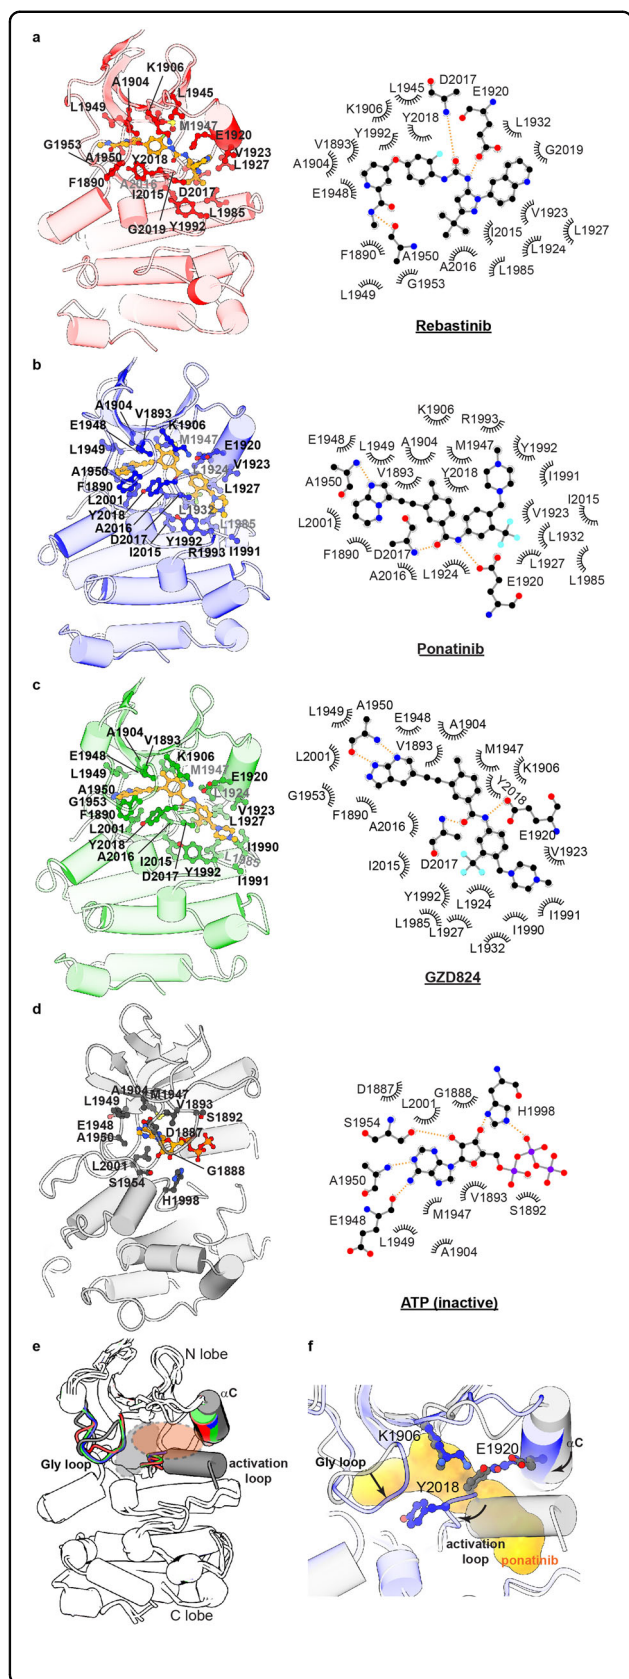 a
K1906
A1904
L1945
L1949
M1947
E1920
G1953
V1923
A1950
Y2018
L1927
F1890
A2016
D2017
I2015
L1985
G2019
Y1992
D2017
L1945
E1920
K1906
Y2018
L1932
V1893
Y1992
G2019
A1904
E1948
V1923
I2015
L1927
F1890
A1950
L1924
A2016
L1985
G1953
L1949
Rebastinib
b
A1904
V1893
E1948
K1906
M1947
L1949
E1920
A1950
L1924
V1923
F1890
L1927
L2001
L1932
Y2018
L1985
A2016
D2017
Y1992
I2015
R1993
I1991
K1906
R1993
E1948
A1904
L1949
M1947
Y1992
A1950
V1893
Y2018
I1991
I2015
V1923
L2001
L1932
F1890
D2017
L1927
A2016
L1924
E1920
L1985
Ponatinib
c
A1904
V1893
E1948
K1906
L1949
M1947
E1920
A1950
L1924
G1953
V1923
F1890
L1927
L2001
Y2018
I1990
A2016
I2015
L1985
D2017
Y1992
I1991
A1950
L1949
E1948
A1904
L2001
V1893
M1947
K1906
G1953
Y2018
F1890
E1920
A2016
V1923
I2015
D2017
Y1992
L1924
L1985
I1991
L1927
I1990
L1932
GZD824
d
A1904
M1947
L1949
V1893
S1892
E1948
D1887
A1950
L2001
G1888
S1954
H1998
D1887
G1888
H1998
L2001
S1954
A1950
V1893
E1948
M1947
S1892
L1949
A1904
ATP (inactive)
e
N lobe
αC
Gly loop
activation
loop
C lobe
f
K1906
E1920
αC
Gly loop
Y2018
activation
loop
ponatinib